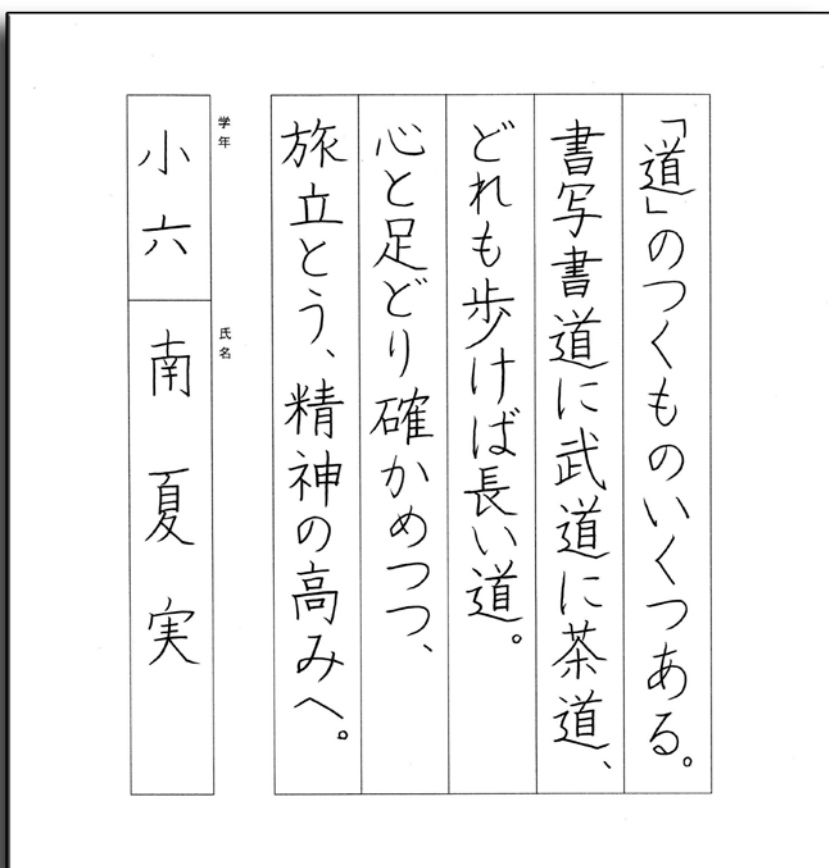 「道」のつくものいくつある。
書写書道に武道に茶道、
どれも歩けば長い道。
心と足どり確かめつつ、
旅立とう、精神の高みへ。
学年
小六
氏名
南夏実